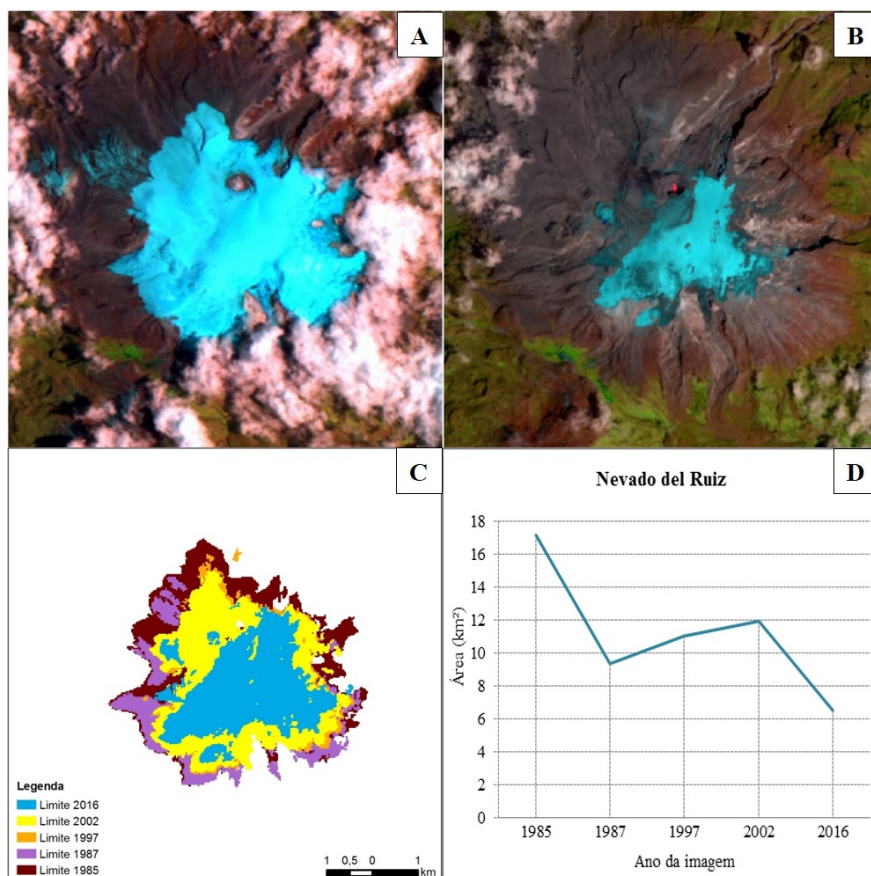 A
B
C
Legenda
Limite 2016
Limite 2002
Limite 1997
Limite 1987
Limite 1985
1 0,5 0 1
km
D
Nevado del Ruiz
Área (km²)
18
16
14
12
10
8
6
4
2
0
1985 1987 1997 2002 2016
Ano da imagem